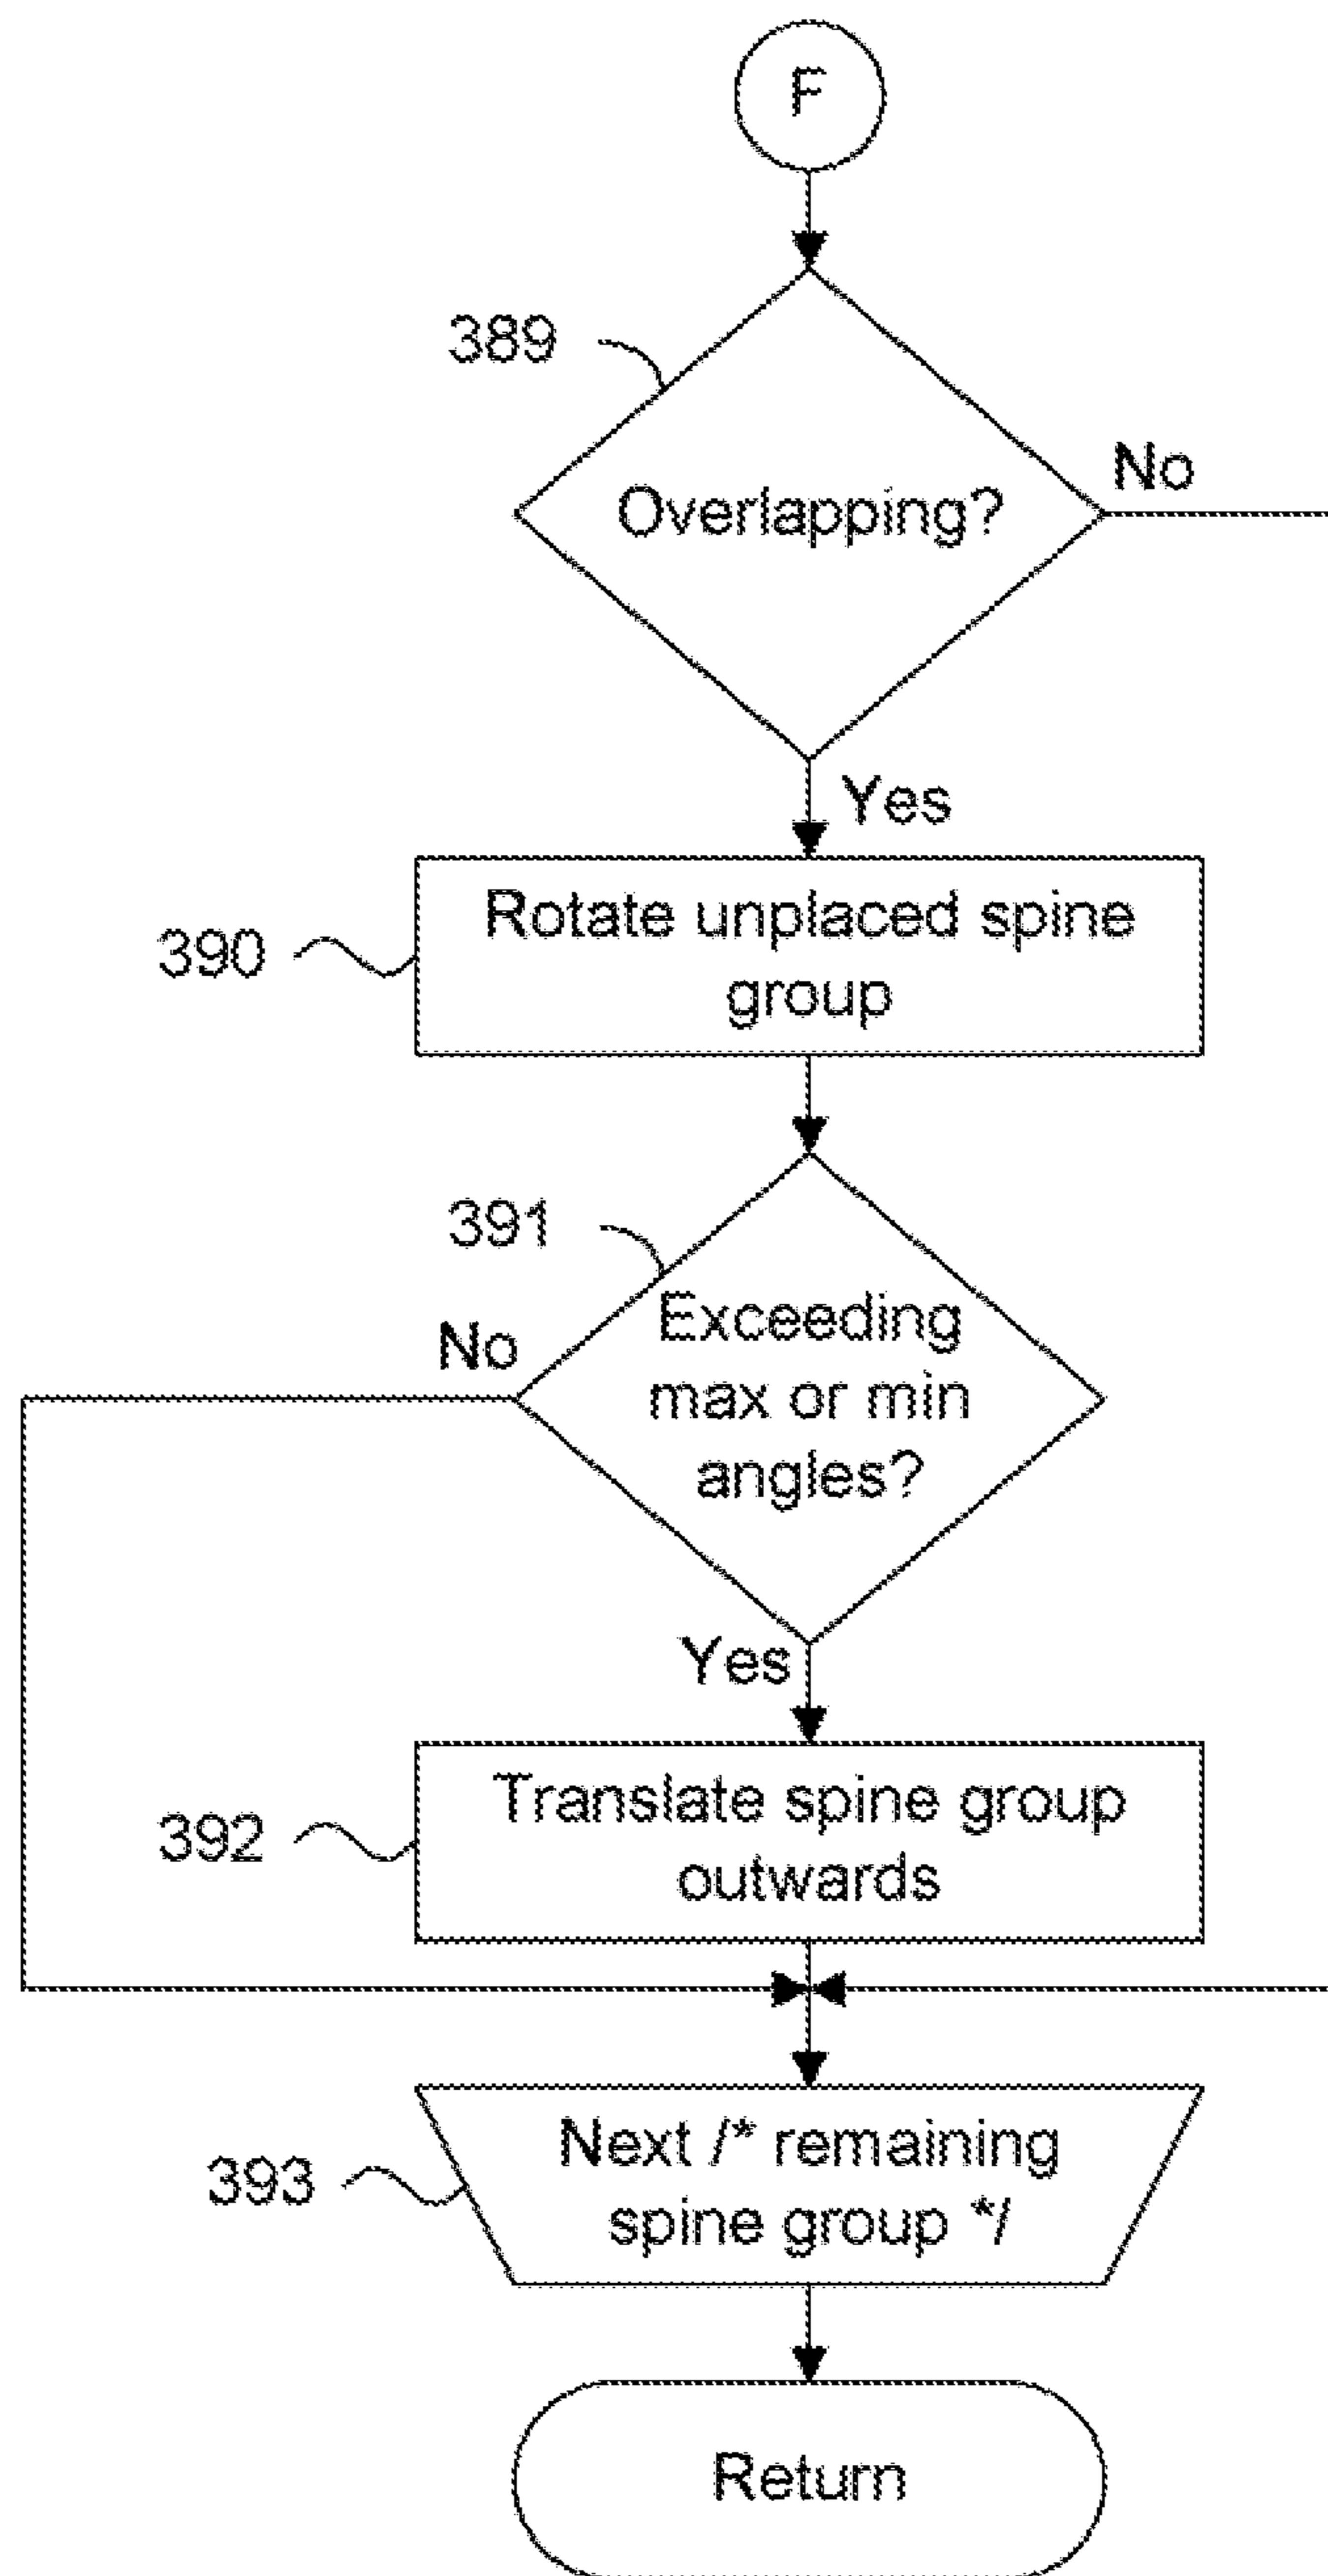 F
389
Overlapping?
No
Yes
390
Rotate unplaced spine
group
391
No
Exceeding
max or min
angles?
Yes
392
Translate spine group
outwards
393
Next /* remaining
spine group */
Return